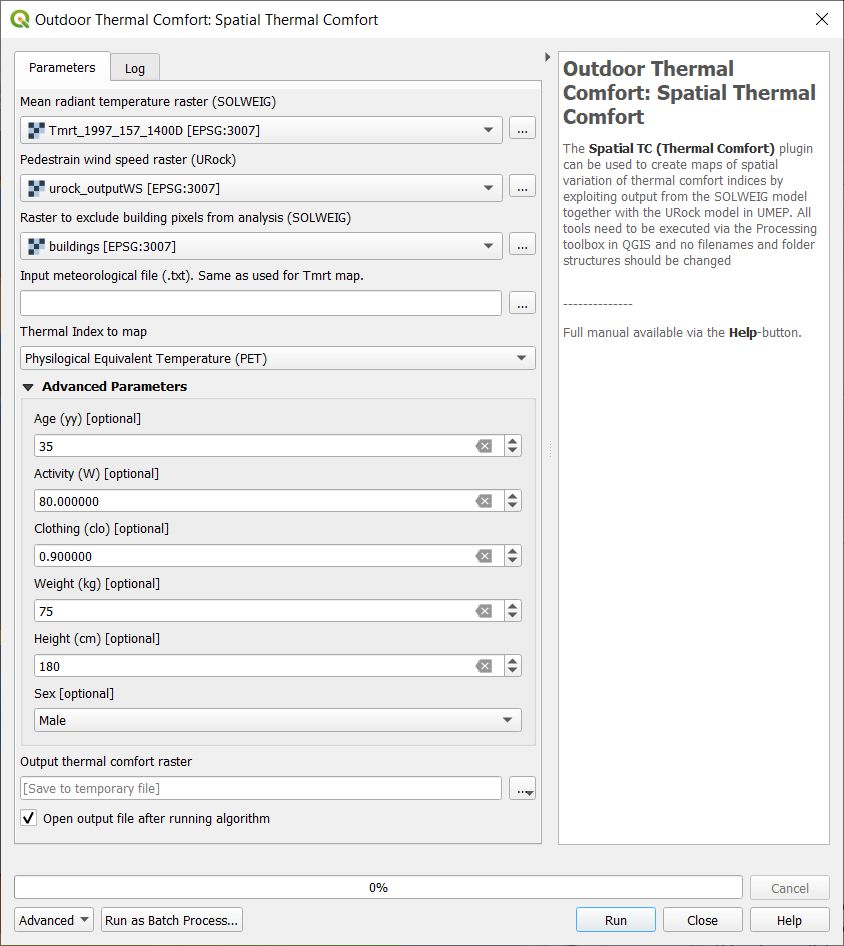 Outdoor Thermal Comfort: Spatial Thermal Comfort
Parameters
Log
Mean radiant temperature raster (SOLWEIG)
Tmrt_1997_157_1400D [EPSG:3007]
...
Pedestrain wind speed raster (URock)
urock_outputWS [EPSG:3007]
...
Raster to exclude building pixels from analysis (SOLWEIG)
buildings [EPSG:3007]
...
Input meteorological file (.txt). Same as used for Tmrt map.
...
Thermal Index to map
Physilogical Equivalent Temperature (PET)
Advanced Parameters
Age (yy) [optional]
35
Activity (W) [optional]
80.000000
Clothing (clo) [optional]
0.900000
Weight (kg) [optional]
75
Height (cm) [optional]
180
Sex [optional]
Male
Output thermal comfort raster
[Save to temporary file]
...
Open output file after running algorithm
Outdoor Thermal
Comfort: Spatial Thermal
Comfort
The Spatial TC (Thermal Comfort) plugin
can be used to create maps of spatial
variation of thermal comfort indices by
exploiting output from the SOLWEIG model
together with the URock model in UMEP. All
tools need to be executed via the Processing
toolbox in QGIS and no filenames and folder
structures should be changed
--------------
Full manual available via the Help-button.
0%
Cancel
Advanced
Run as Batch Process...
Run
Close
Help